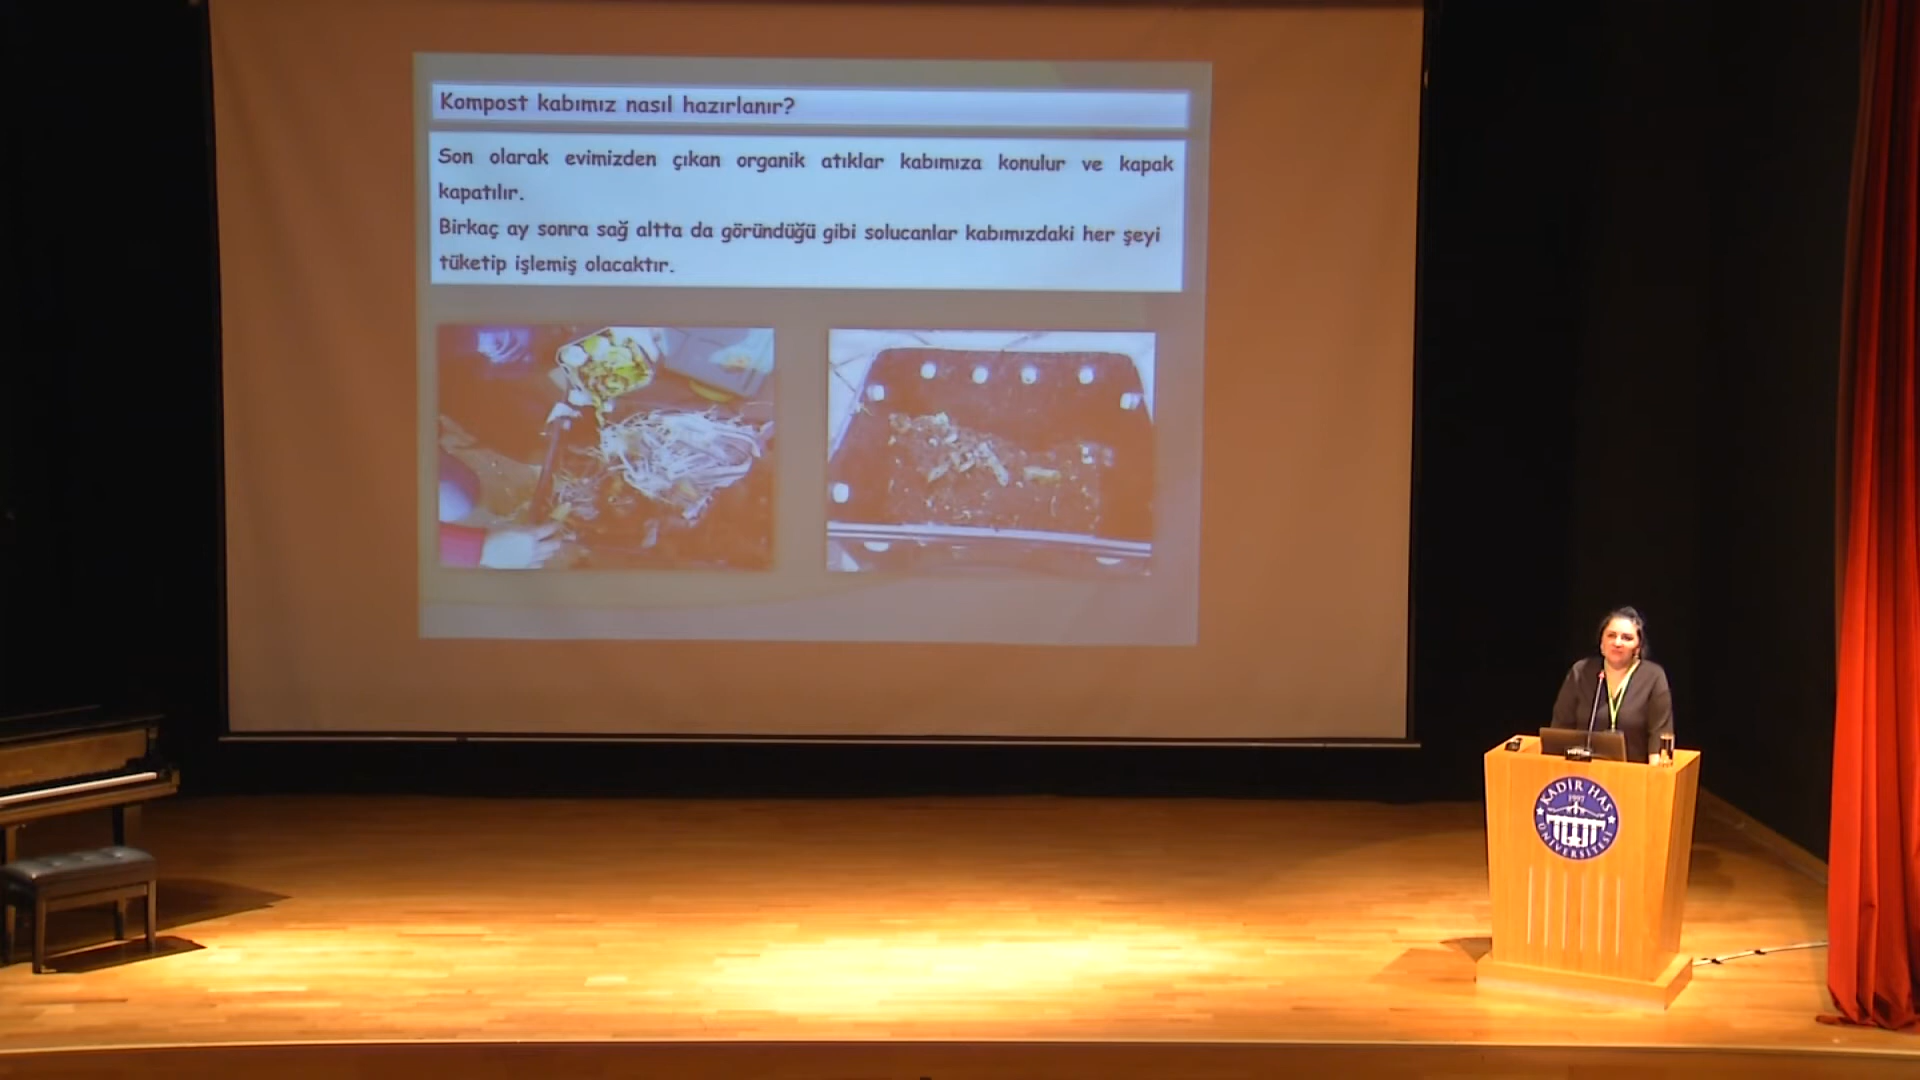 Kompost kabımız nasıl hazırlanır?
Son olarak evimizden çıkan organik atıklar kabımıza konulur ve kapak
kapatılır.
Birkaç ay sonra sağ altta da göründüğü gibi solucanlar kabımızdaki her şeyi
tüketip işlemiş olacaktır.
KADİR HAS
1997
ÜNİVERSİTESİ